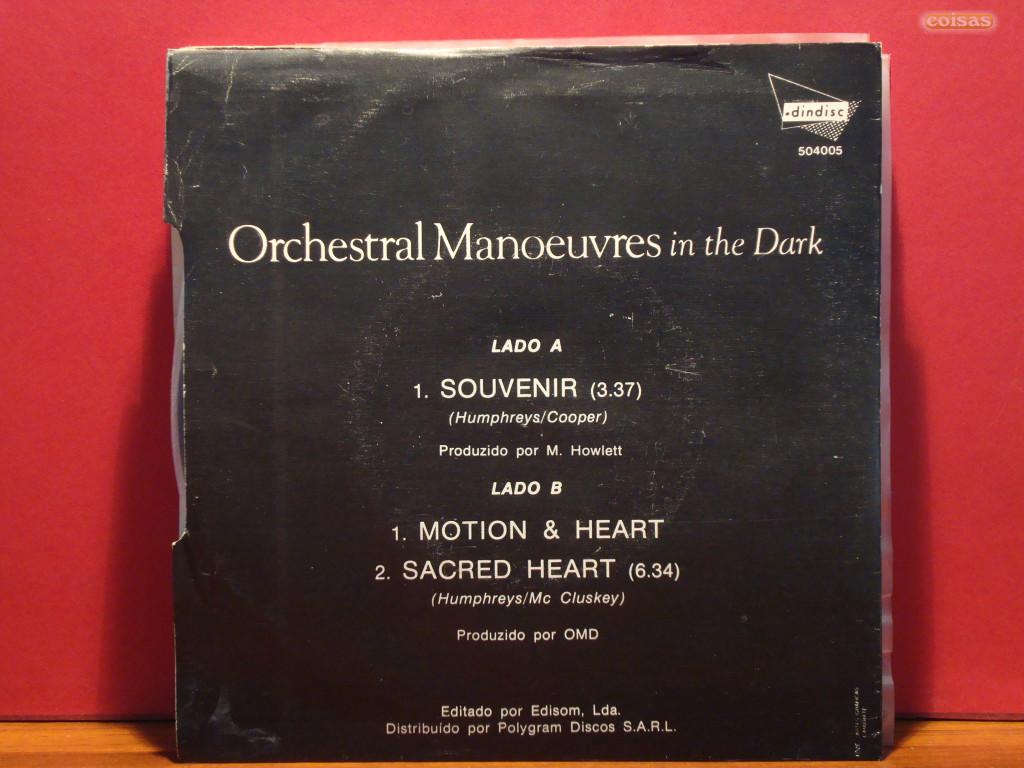 coisas
dindisc
504005
Orchestral Manoeuvres in the Dark
LADO A
1. SOUVENIR (3.37)
(Humphreys/Cooper)
Produzido por M. Howlett
LADO B
1. MOTION & HEART
2. SACRED HEART (6.34)
(Humphreys/Mc Cluskey)
Produzido por OMD
Editado por Edisom, Lda.
Distribuído por Polygram Discos S.A.R.L.